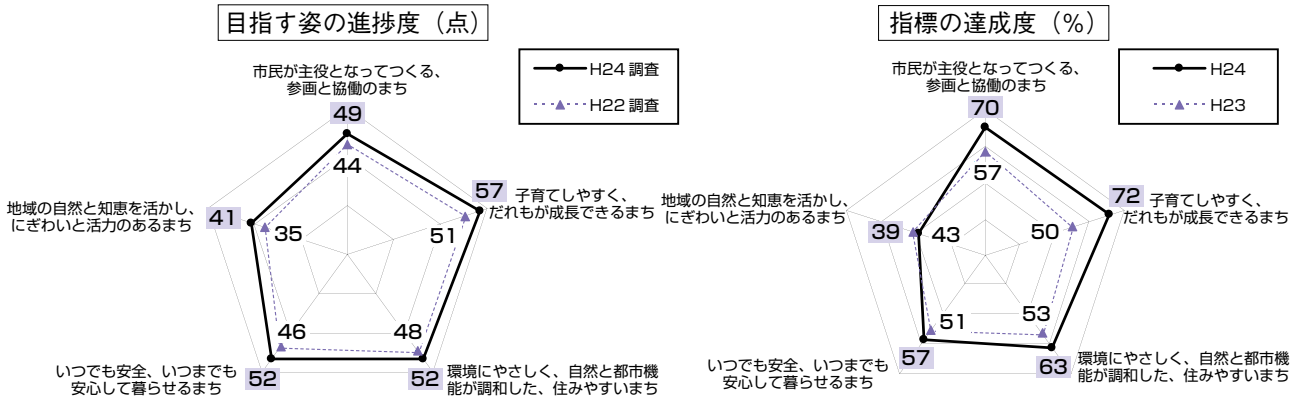 目指す姿の進捗度（点）
H24 調査
H22 調査
市民が主役となってつくる、
参画と協働のまち
49
44
57
子育てしやすく、
だれもが成長できるまち
51
地域の自然と知恵を活かし、
にぎわいと活力のあるまち
41
35
46
48
いつでも安全、いつまでも
安心して暮らせるまち
52
52
環境にやさしく、自然と都市機
能が調和した、住みやすいまち
指標の達成度（%）
H24
H23
市民が主役となってつくる、
参画と協働のまち
70
57
72
子育てしやすく、
だれもが成長できるまち
50
地域の自然と知恵を活かし、
にぎわいと活力のあるまち
39
43
51
53
いつでも安全、いつまでも
安心して暮らせるまち
57
63
環境にやさしく、自然と都市機
能が調和した、住みやすいまち